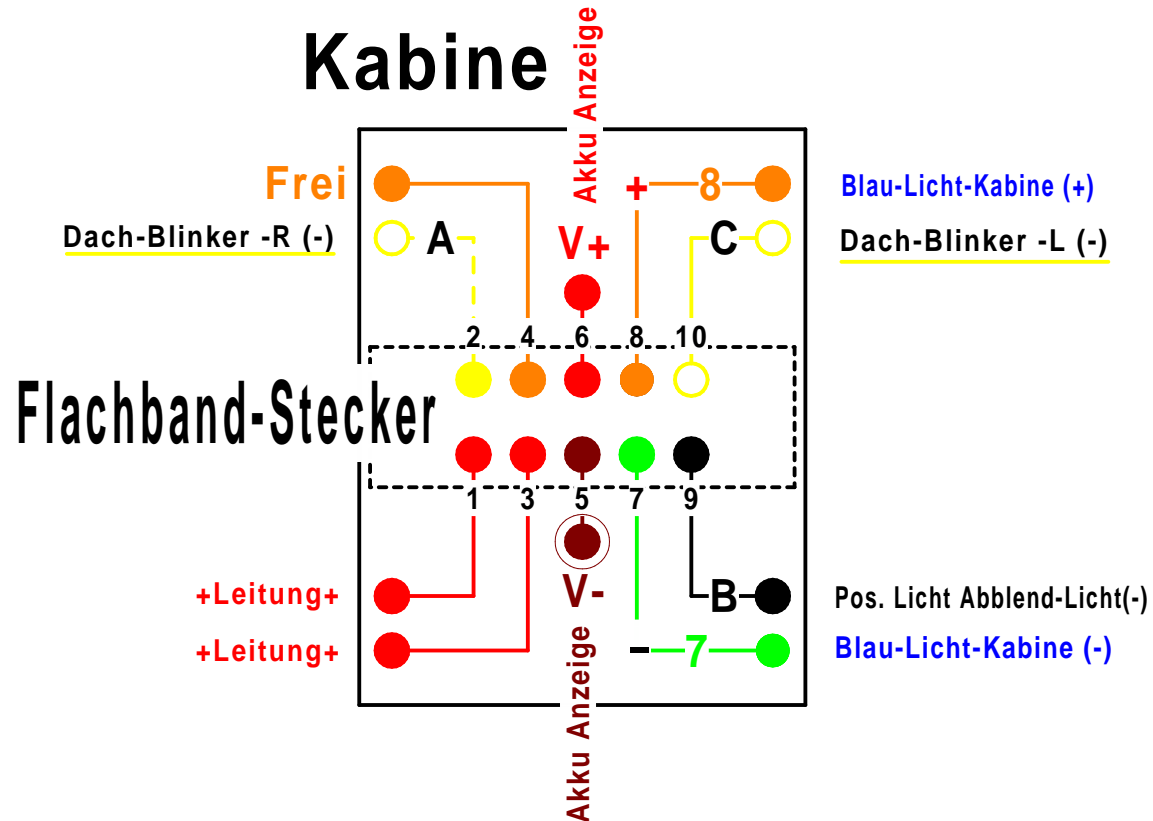 Kabine
Akku Anzeige
Frei
+
8
Blau-Licht-Kabine (+)
Dach-Blinker -R (-)
A
V+
C
Dach-Blinker -L (-)
2 4 6 8 10
Flachband-Stecker
1 3 5 7 9
+Leitung+
V-
B
Pos. Licht Abblend-Licht(-)
+Leitung+
-
7
Blau-Licht-Kabine (-)
Akku Anzeige